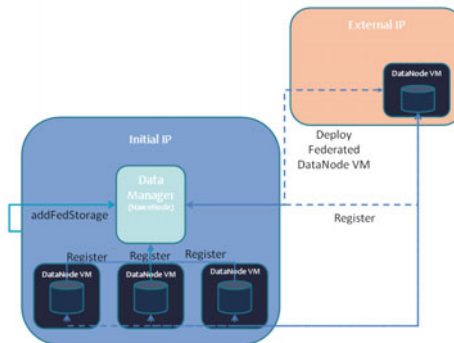 External IP
DataNode VM
Deploy
Federated
DataNode VM
Initial IP
Data
Manager
(NameNode)
addFedStorage
Register
Register
Register
Register
DataNode VM
DataNode VM
DataNode VM